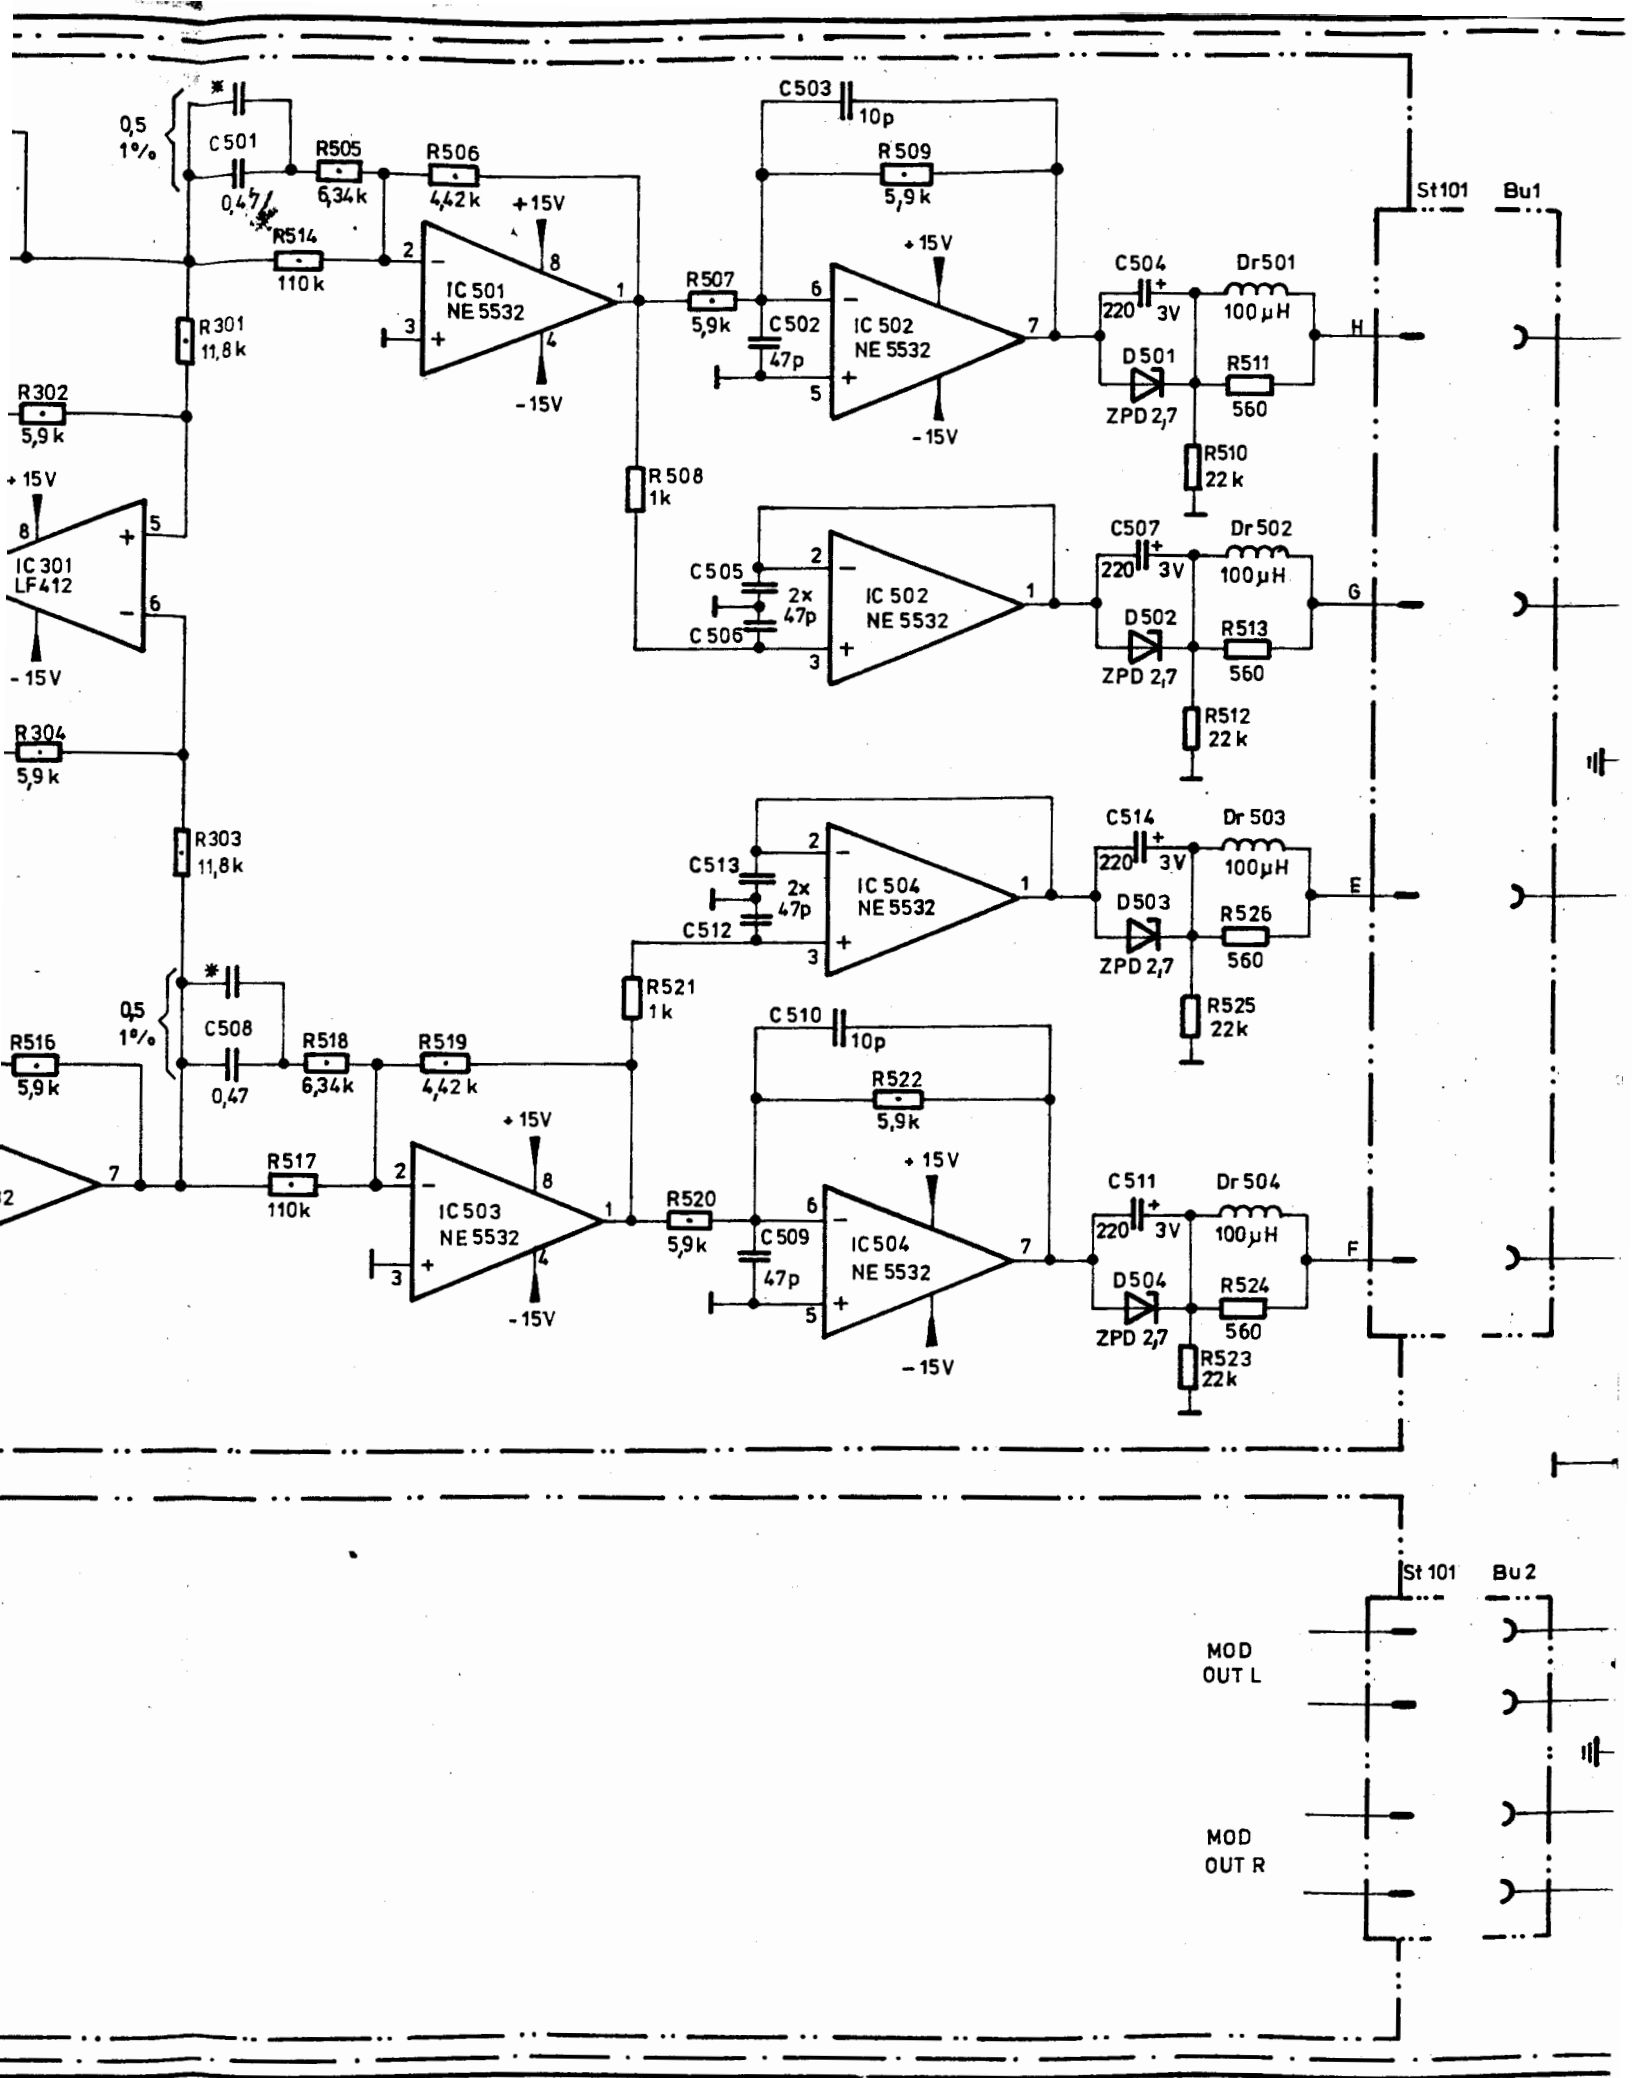 C503
10p
*
0,5
1%
C501
0,47
*
R505
6,34k
R506
4,42k
R509
5,9k
St101 Bu1
+15V
R514
110k
2
−
8
IC 501
NE 5532
1
3
+
4
−15V
R507
5,9k
+15V
6
−
C502
47p
IC 502
NE 5532
7
5
+
−15V
C504
220
+
3V
Dr501
100µH
H
D501
ZPD 2,7
R511
560
R510
22k
R301
11,8k
R302
5,9k
+15V
8
+
5
IC 301
LF412
−
6
−15V
R508
1k
C505
2x
47p
C506
2
−
IC 502
NE 5532
1
3
+
C507
220
+
3V
Dr502
100µH
G
D502
ZPD 2,7
R513
560
R512
22k
R304
5,9k
R303
11,8k
C513
2x
47p
C512
2
−
IC 504
NE 5532
1
3
+
C514
220
+
3V
Dr 503
100µH
E
D503
ZPD 2,7
R526
560
R525
22k
*
0,5
1%
C508
0,47
R516
5,9k
R518
6,34k
R519
4,42k
R521
1k
C510
10p
R522
5,9k
7
R517
110k
+15V
2
−
8
IC 503
NE 5532
1
3
+
4
−15V
R520
5,9k
+15V
6
−
C509
47p
IC504
NE 5532
7
5
+
−15V
C511
220
+
3V
Dr 504
100µH
F
D504
ZPD 2,7
R524
560
R523
22k
St 101 Bu2
MOD
OUT L
MOD
OUT R